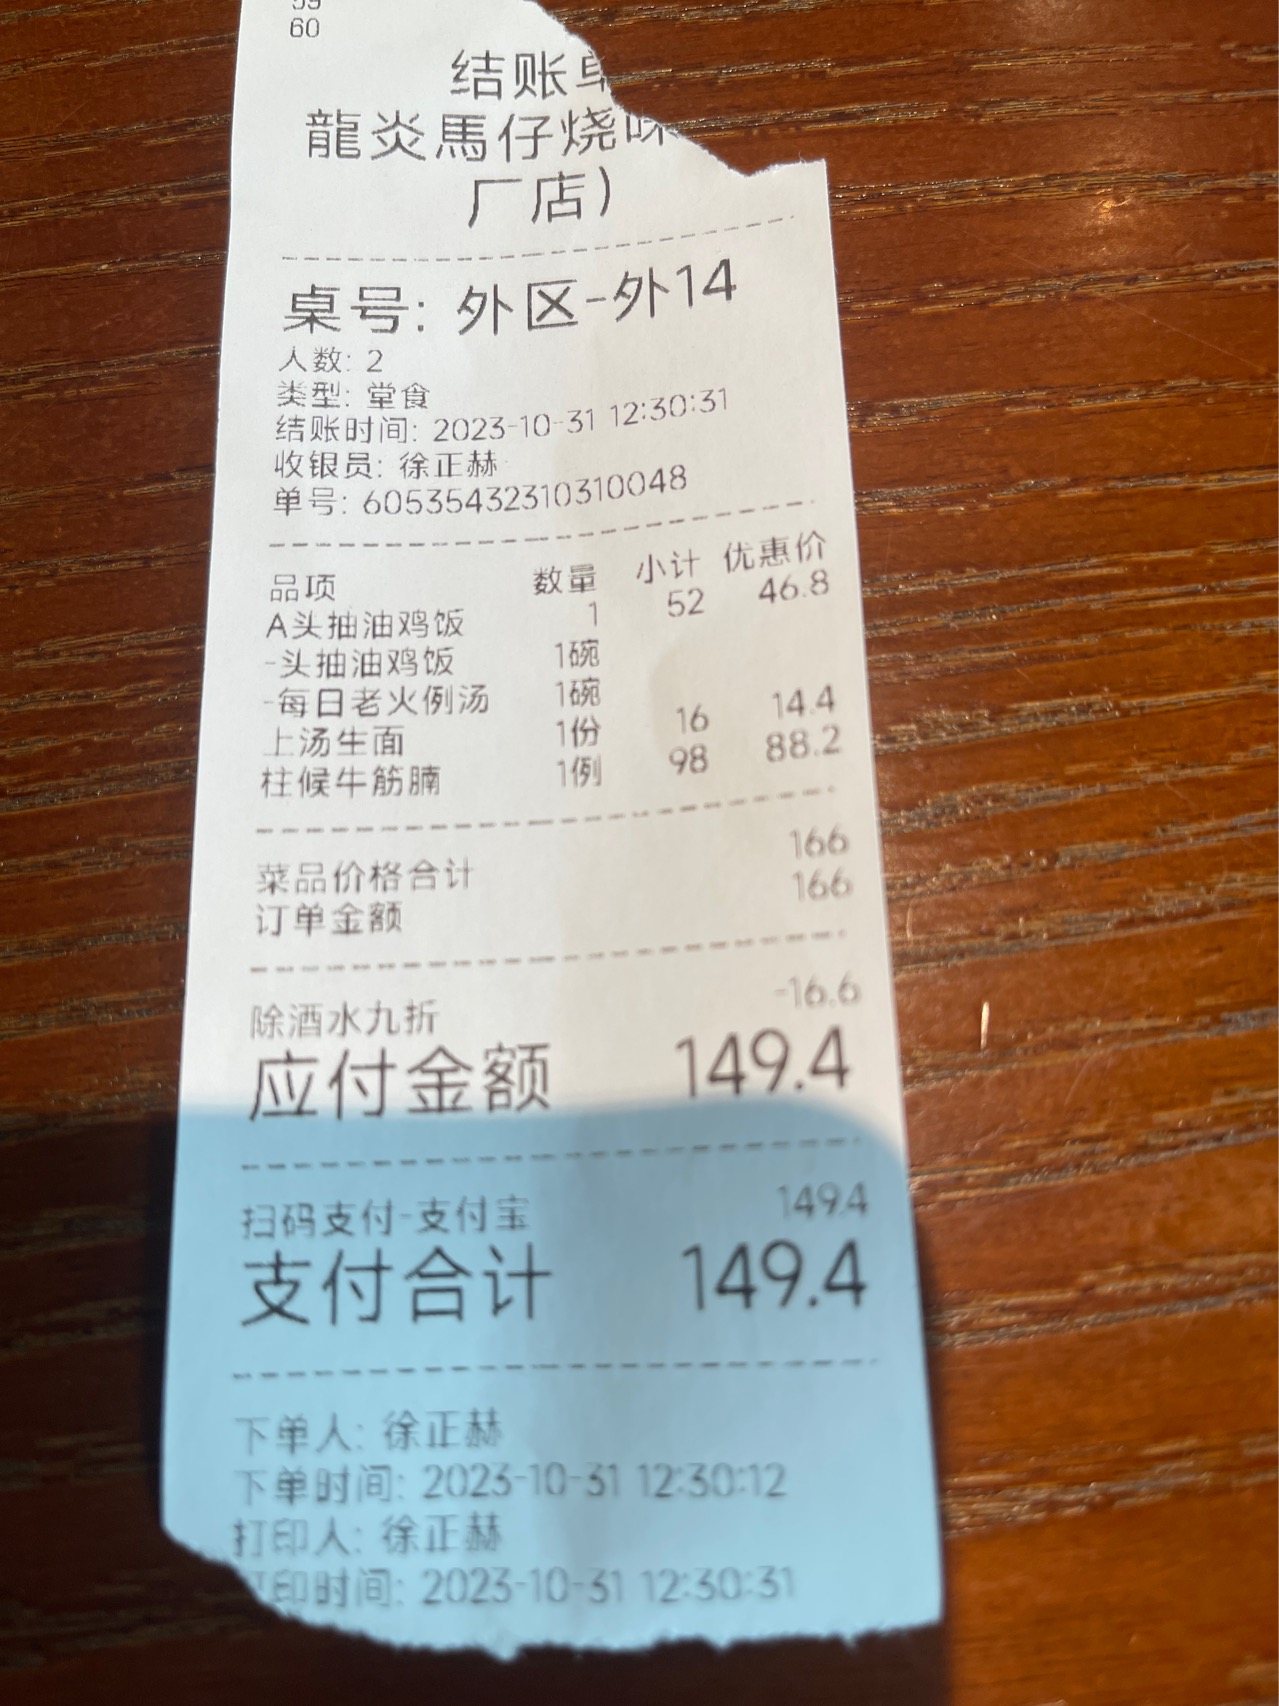 60
结账
龍炎馬仔烧味
厂店)
桌号: 外区-外14
人数: 2
类型: 堂食
结账时间: 2023-10-31 12:30:31
收银员: 徐正赫
单号: 60535432310310048
品项 数量 小计 优惠价
A头抽油鸡饭 1 52 46.8
-头抽油鸡饭 1碗
-每日老火例汤 1碗
上汤生面 1份 16 14.4
柱候牛筋腩 1例 98 88.2
菜品价格合计 166
订单金额 166
除酒水九折 -16.6
应付金额 149.4
扫码支付-支付宝 149.4
支付合计 149.4
下单人: 徐正赫
下单时间: 2023-10-31 12:30:12
打印人: 徐正赫
印时间: 2023-10-31 12:30:31